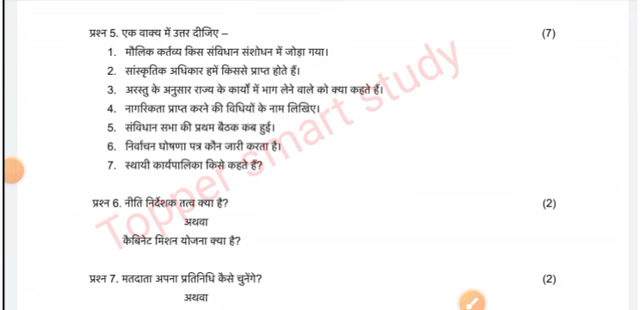 प्रश्न 5. एक वाक्य में उत्तर दीजिए – (7)
1. मौलिक कर्तव्य किस संविधान संशोधन में जोड़ा गया।
2. सांस्कृतिक अधिकार हमें किससे प्राप्त होते हैं।
3. अरस्तु के अनुसार राज्य के कार्यों में भाग लेने वाले को क्या कहते हैं।
4. नागरिकता प्राप्त करने की विधियों के नाम लिखिए।
5. संविधान सभा की प्रथम बैठक कब हुई।
6. निर्वाचन घोषणा पत्र कौन जारी करता है।
7. स्थायी कार्यपालिका किसे कहते हैं?
Topper smart study
प्रश्न 6. नीति निर्देशक तत्व क्या है? (2)
अथवा
कैबिनेट मिशन योजना क्या है?
प्रश्न 7. मतदाता अपना प्रतिनिधि कैसे चुनेंगे? (2)
अथवा